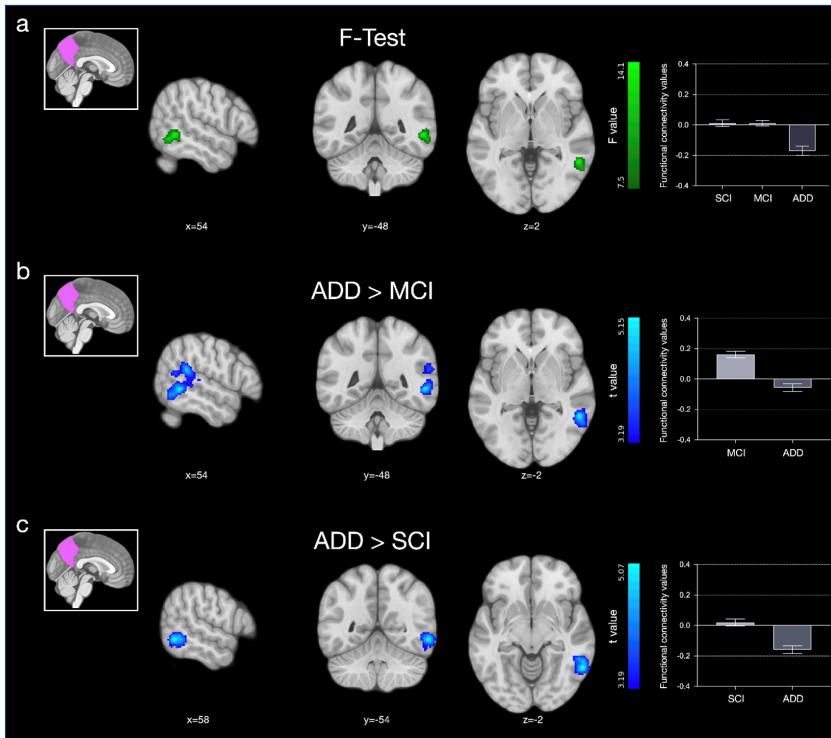 a
F-Test
14.1
F value
7.5
Functional connectivity values
0.4
0.2
0.0
-0.2
-0.4
SCI MCI ADD
x=54
y=-48
z=2
b
ADD > MCI
5.15
t value
3.19
Functional connectivity values
0.4
0.2
0.0
-0.2
-0.4
MCI ADD
x=54
y=-48
z=-2
c
ADD > SCI
5.07
t value
3.19
Functional connectivity values
0.4
0.2
0.0
-0.2
-0.4
SCI ADD
x=58
y=-54
z=-2